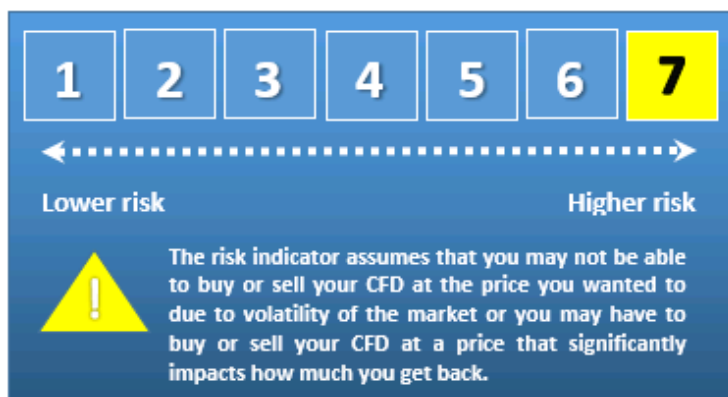 1 2 3 4 5 6 7
Lower risk Higher risk
!
The risk indicator assumes that you may not be able
to buy or sell your CFD at the price you wanted to
due to volatility of the market or you may have to
buy or sell your CFD at a price that significantly
impacts how much you get back.